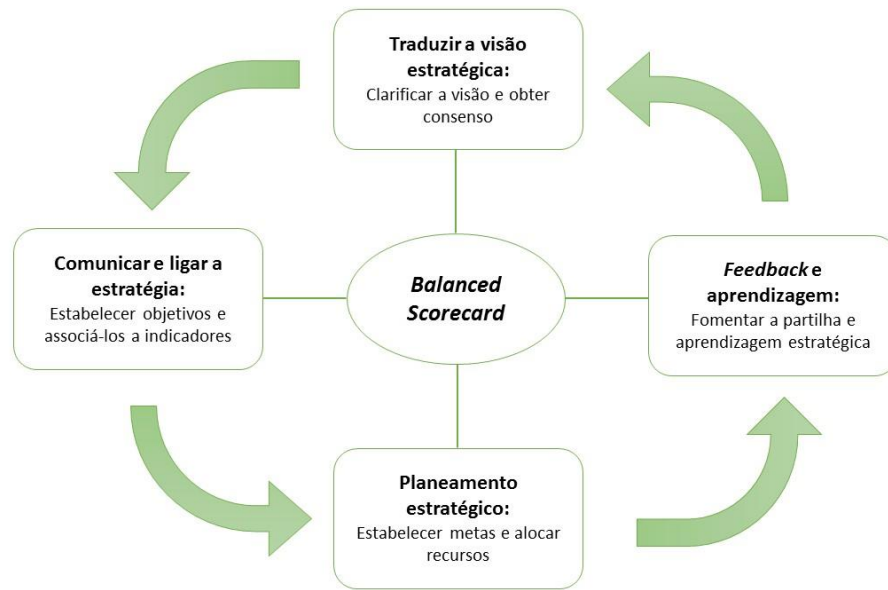 Traduzir a visão
estratégica:
Clarificar a visão e obter
consenso
Comunicar e ligar a
estratégia:
Estabelecer objetivos e
associá-los a indicadores
Balanced
Scorecard
Feedback e
aprendizagem:
Fomentar a partilha e
aprendizagem estratégica
Planeamento
estratégico:
Estabelecer metas e alocar
recursos